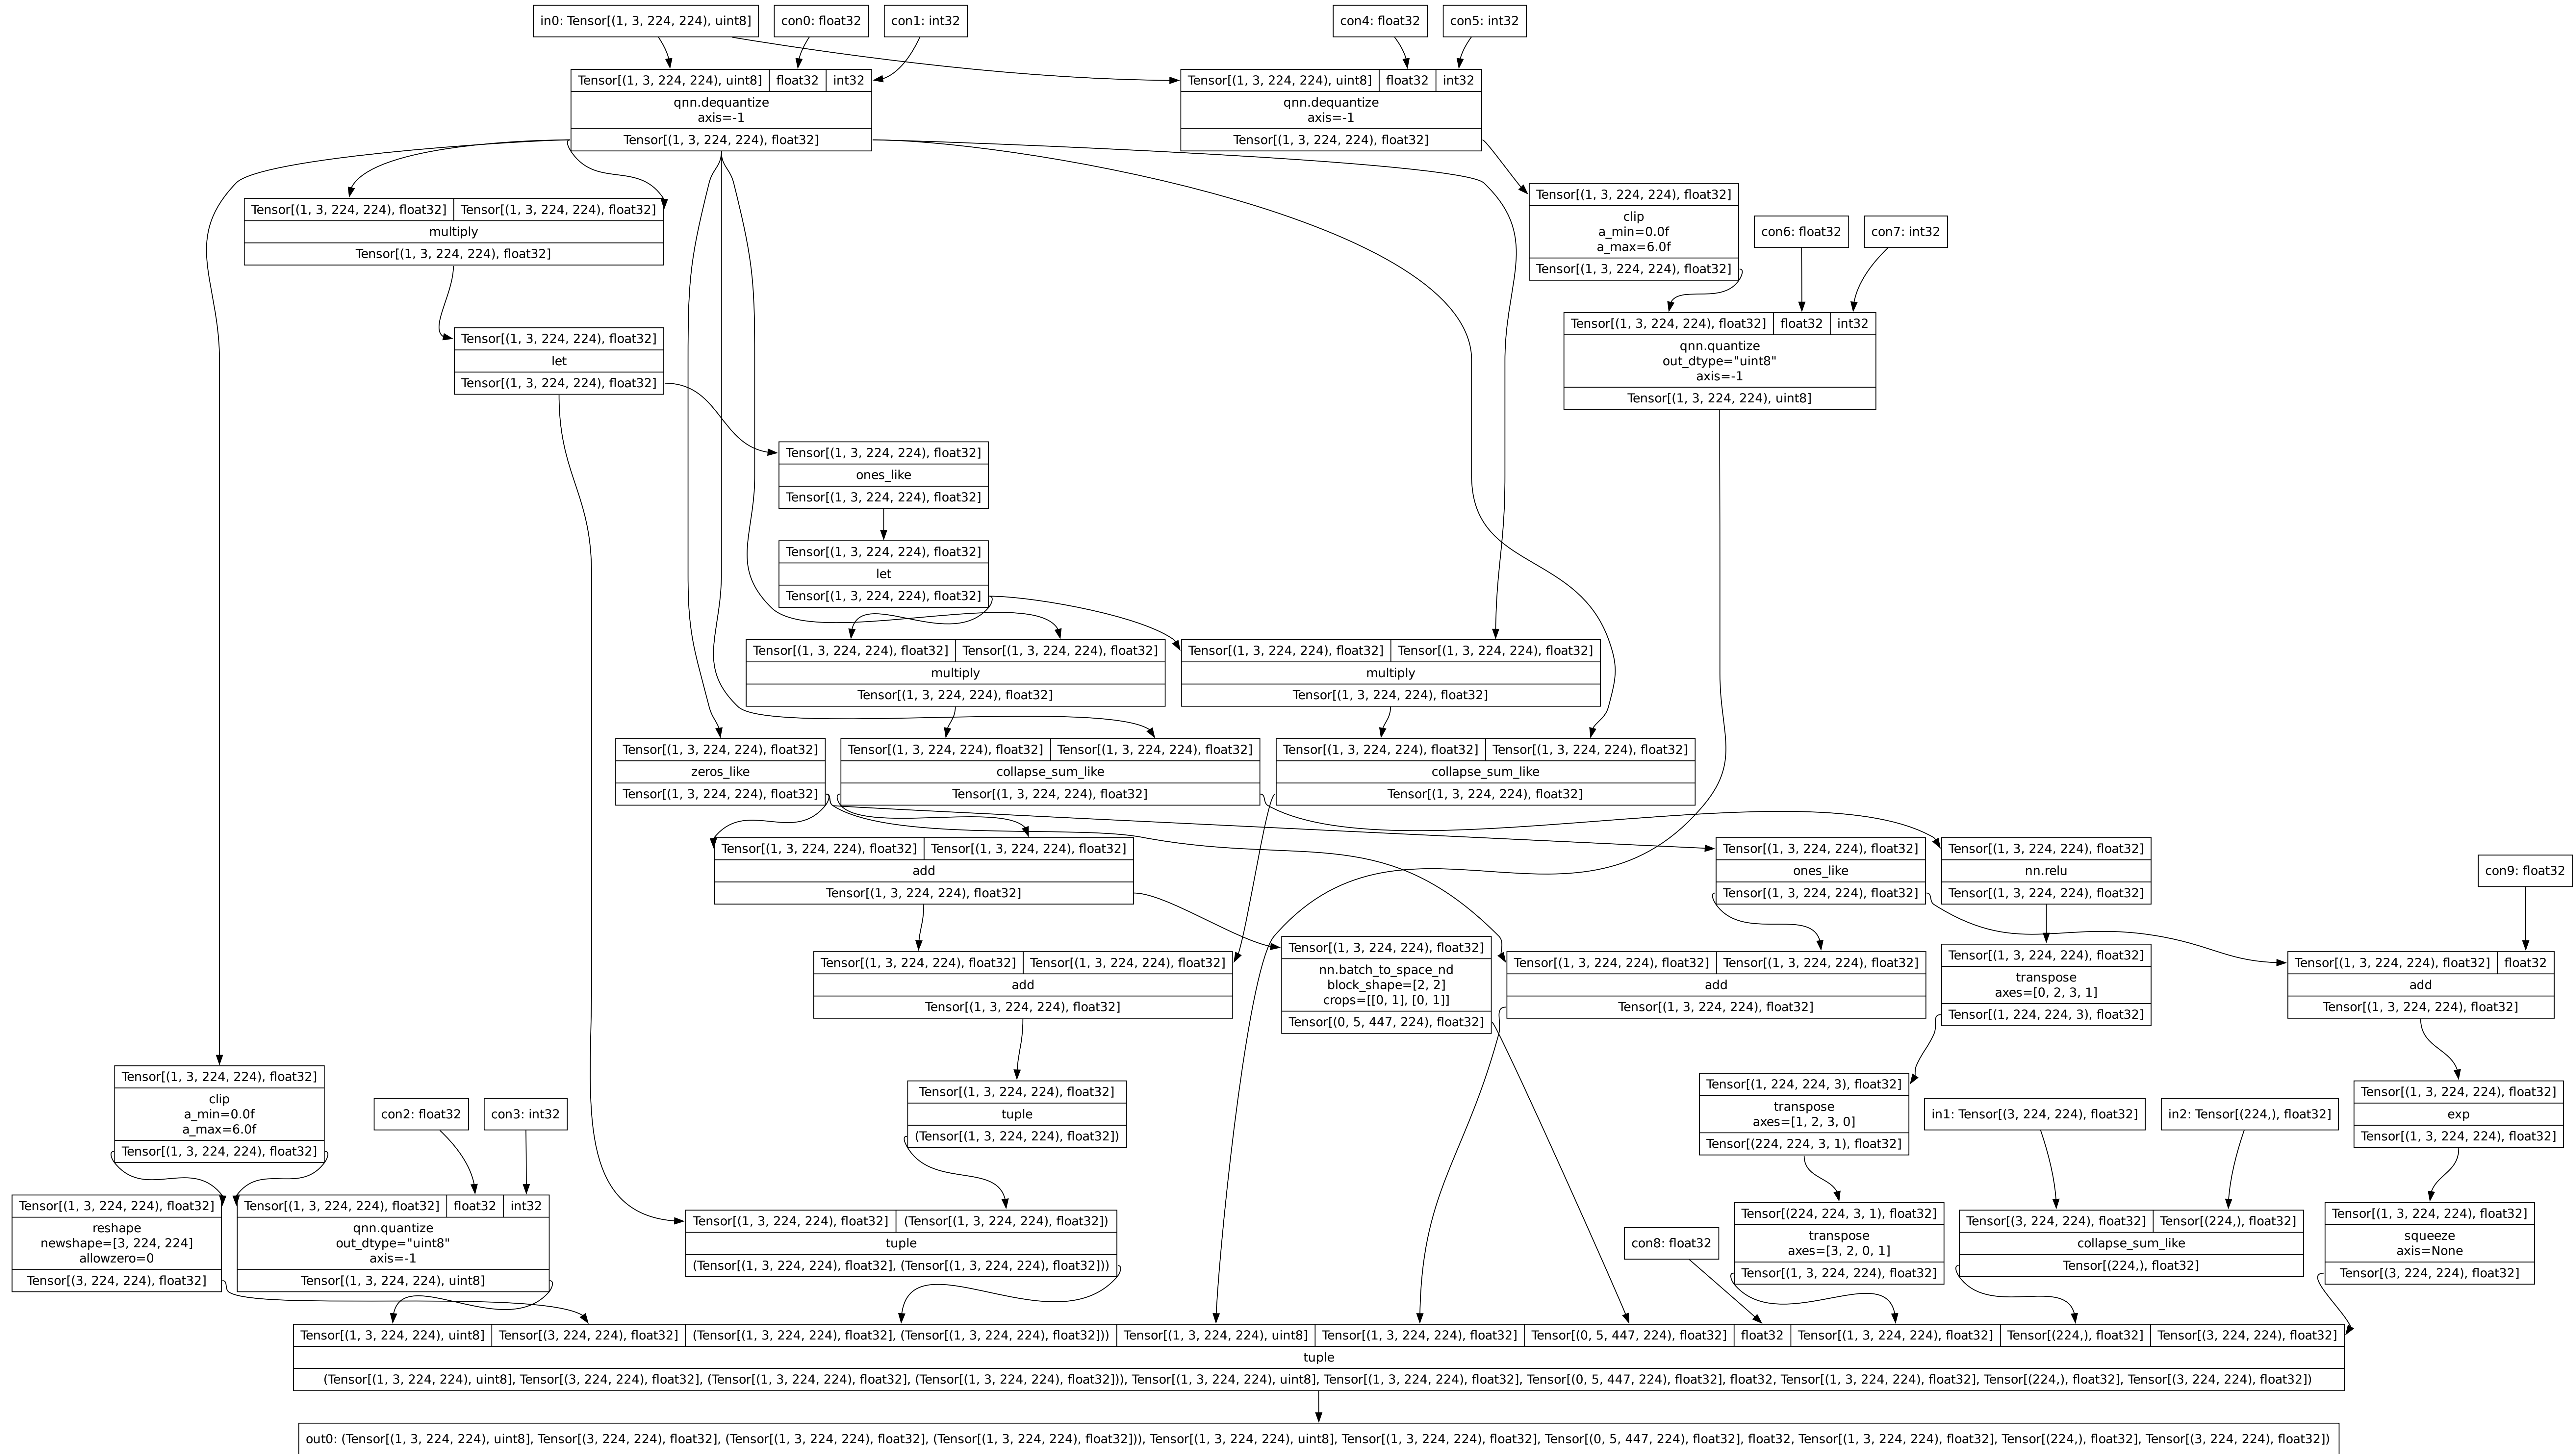 in0: Tensor[(1, 3, 224, 224), uint8]
con0: float32
con1: int32
con4: float32
con5: int32
Tensor[(1, 3, 224, 224), uint8] float32 int32
qnn.dequantize
axis=-1
Tensor[(1, 3, 224, 224), float32]
Tensor[(1, 3, 224, 224), uint8] float32 int32
qnn.dequantize
axis=-1
Tensor[(1, 3, 224, 224), float32]
Tensor[(1, 3, 224, 224), float32] Tensor[(1, 3, 224, 224), float32]
multiply
Tensor[(1, 3, 224, 224), float32]
Tensor[(1, 3, 224, 224), float32]
clip
a_min=0.0f
a_max=6.0f
Tensor[(1, 3, 224, 224), float32]
con6: float32
con7: int32
Tensor[(1, 3, 224, 224), float32]
let
Tensor[(1, 3, 224, 224), float32]
Tensor[(1, 3, 224, 224), float32] float32 int32
qnn.quantize
out_dtype="uint8"
axis=-1
Tensor[(1, 3, 224, 224), uint8]
Tensor[(1, 3, 224, 224), float32]
ones_like
Tensor[(1, 3, 224, 224), float32]
Tensor[(1, 3, 224, 224), float32]
let
Tensor[(1, 3, 224, 224), float32]
Tensor[(1, 3, 224, 224), float32] Tensor[(1, 3, 224, 224), float32]
multiply
Tensor[(1, 3, 224, 224), float32]
Tensor[(1, 3, 224, 224), float32] Tensor[(1, 3, 224, 224), float32]
multiply
Tensor[(1, 3, 224, 224), float32]
Tensor[(1, 3, 224, 224), float32]
zeros_like
Tensor[(1, 3, 224, 224), float32]
Tensor[(1, 3, 224, 224), float32] Tensor[(1, 3, 224, 224), float32]
collapse_sum_like
Tensor[(1, 3, 224, 224), float32]
Tensor[(1, 3, 224, 224), float32] Tensor[(1, 3, 224, 224), float32]
collapse_sum_like
Tensor[(1, 3, 224, 224), float32]
Tensor[(1, 3, 224, 224), float32] Tensor[(1, 3, 224, 224), float32]
add
Tensor[(1, 3, 224, 224), float32]
Tensor[(1, 3, 224, 224), float32]
ones_like
Tensor[(1, 3, 224, 224), float32]
Tensor[(1, 3, 224, 224), float32]
nn.relu
Tensor[(1, 3, 224, 224), float32]
con9: float32
Tensor[(1, 3, 224, 224), float32] Tensor[(1, 3, 224, 224), float32]
add
Tensor[(1, 3, 224, 224), float32]
Tensor[(1, 3, 224, 224), float32]
nn.batch_to_space_nd
block_shape=[2, 2]
crops=[[0, 1], [0, 1]]
Tensor[(0, 5, 447, 224), float32]
Tensor[(1, 3, 224, 224), float32] Tensor[(1, 3, 224, 224), float32]
add
Tensor[(1, 3, 224, 224), float32]
Tensor[(1, 3, 224, 224), float32]
transpose
axes=[0, 2, 3, 1]
Tensor[(1, 224, 224, 3), float32]
Tensor[(1, 3, 224, 224), float32] float32
add
Tensor[(1, 3, 224, 224), float32]
Tensor[(1, 3, 224, 224), float32]
clip
a_min=0.0f
a_max=6.0f
Tensor[(1, 3, 224, 224), float32]
con2: float32
con3: int32
Tensor[(1, 3, 224, 224), float32]
tuple
(Tensor[(1, 3, 224, 224), float32])
Tensor[(1, 224, 224, 3), float32]
transpose
axes=[1, 2, 3, 0]
Tensor[(224, 224, 3, 1), float32]
in1: Tensor[(3, 224, 224), float32]
in2: Tensor[(224,), float32]
Tensor[(1, 3, 224, 224), float32]
exp
Tensor[(1, 3, 224, 224), float32]
Tensor[(1, 3, 224, 224), float32]
reshape
newshape=[3, 224, 224]
allowzero=0
Tensor[(3, 224, 224), float32]
Tensor[(1, 3, 224, 224), float32] float32 int32
qnn.quantize
out_dtype="uint8"
axis=-1
Tensor[(1, 3, 224, 224), uint8]
Tensor[(1, 3, 224, 224), float32] (Tensor[(1, 3, 224, 224), float32])
tuple
(Tensor[(1, 3, 224, 224), float32], (Tensor[(1, 3, 224, 224), float32]))
con8: float32
Tensor[(224, 224, 3, 1), float32]
transpose
axes=[3, 2, 0, 1]
Tensor[(1, 3, 224, 224), float32]
Tensor[(3, 224, 224), float32] Tensor[(224,), float32]
collapse_sum_like
Tensor[(224,), float32]
Tensor[(1, 3, 224, 224), float32]
squeeze
axis=None
Tensor[(3, 224, 224), float32]
Tensor[(1, 3, 224, 224), uint8] Tensor[(3, 224, 224), float32] (Tensor[(1, 3, 224, 224), float32], (Tensor[(1, 3, 224, 224), float32])) Tensor[(1, 3, 224, 224), uint8] Tensor[(1, 3, 224, 224), float32] Tensor[(0, 5, 447, 224), float32] float32 Tensor[(1, 3, 224, 224), float32] Tensor[(224,), float32] Tensor[(3, 224, 224), float32]
tuple
(Tensor[(1, 3, 224, 224), uint8], Tensor[(3, 224, 224), float32], (Tensor[(1, 3, 224, 224), float32], (Tensor[(1, 3, 224, 224), float32])), Tensor[(1, 3, 224, 224), uint8], Tensor[(1, 3, 224, 224), float32], Tensor[(0, 5, 447, 224), float32], float32, Tensor[(1, 3, 224, 224), float32], Tensor[(224,), float32], Tensor[(3, 224, 224), float32])
out0: (Tensor[(1, 3, 224, 224), uint8], Tensor[(3, 224, 224), float32], (Tensor[(1, 3, 224, 224), float32], (Tensor[(1, 3, 224, 224), float32])), Tensor[(1, 3, 224, 224), uint8], Tensor[(1, 3, 224, 224), float32], Tensor[(0, 5, 447, 224), float32], float32, Tensor[(1, 3, 224, 224), float32], Tensor[(224,), float32], Tensor[(3, 224, 224), float32])